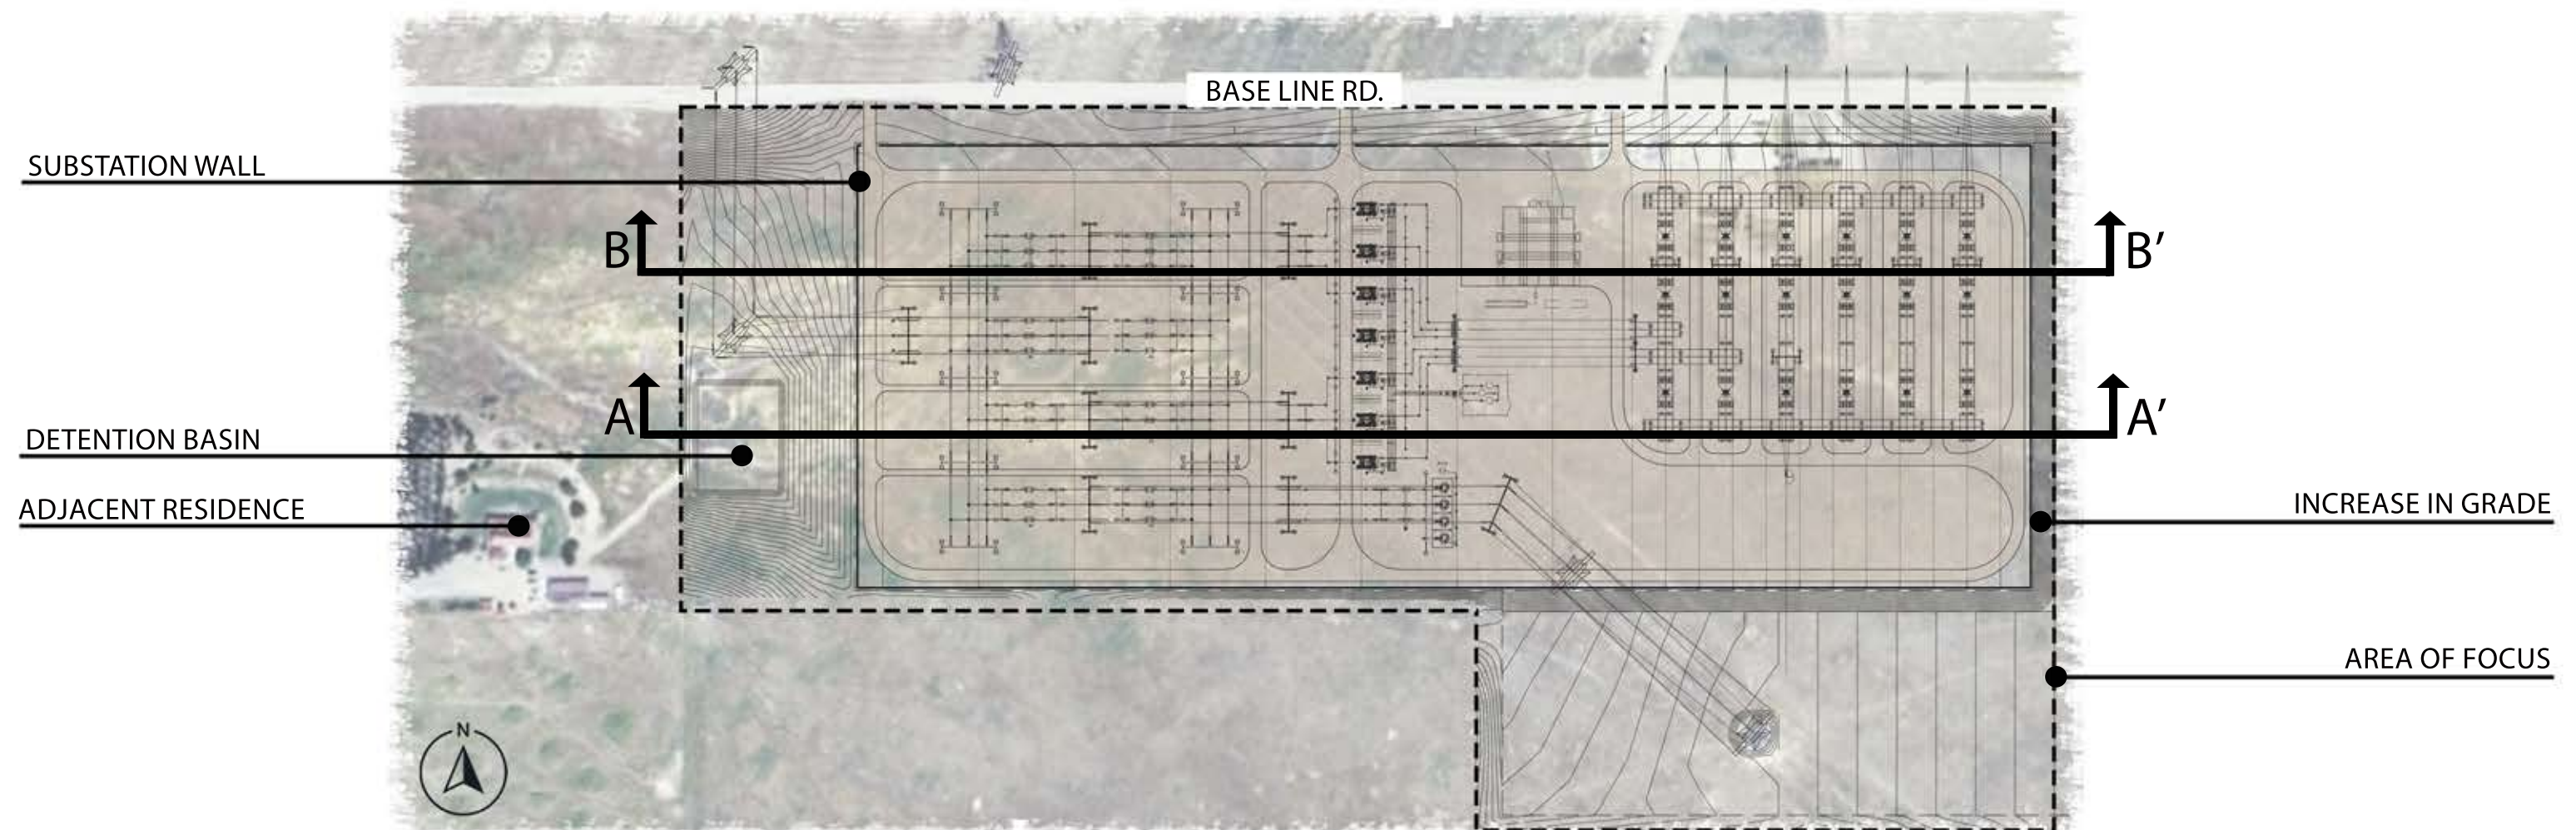 BASE LINE RD.
SUBSTATION WALL
B
B’
A
A’
DETENTION BASIN
ADJACENT RESIDENCE
INCREASE IN GRADE
AREA OF FOCUS
N